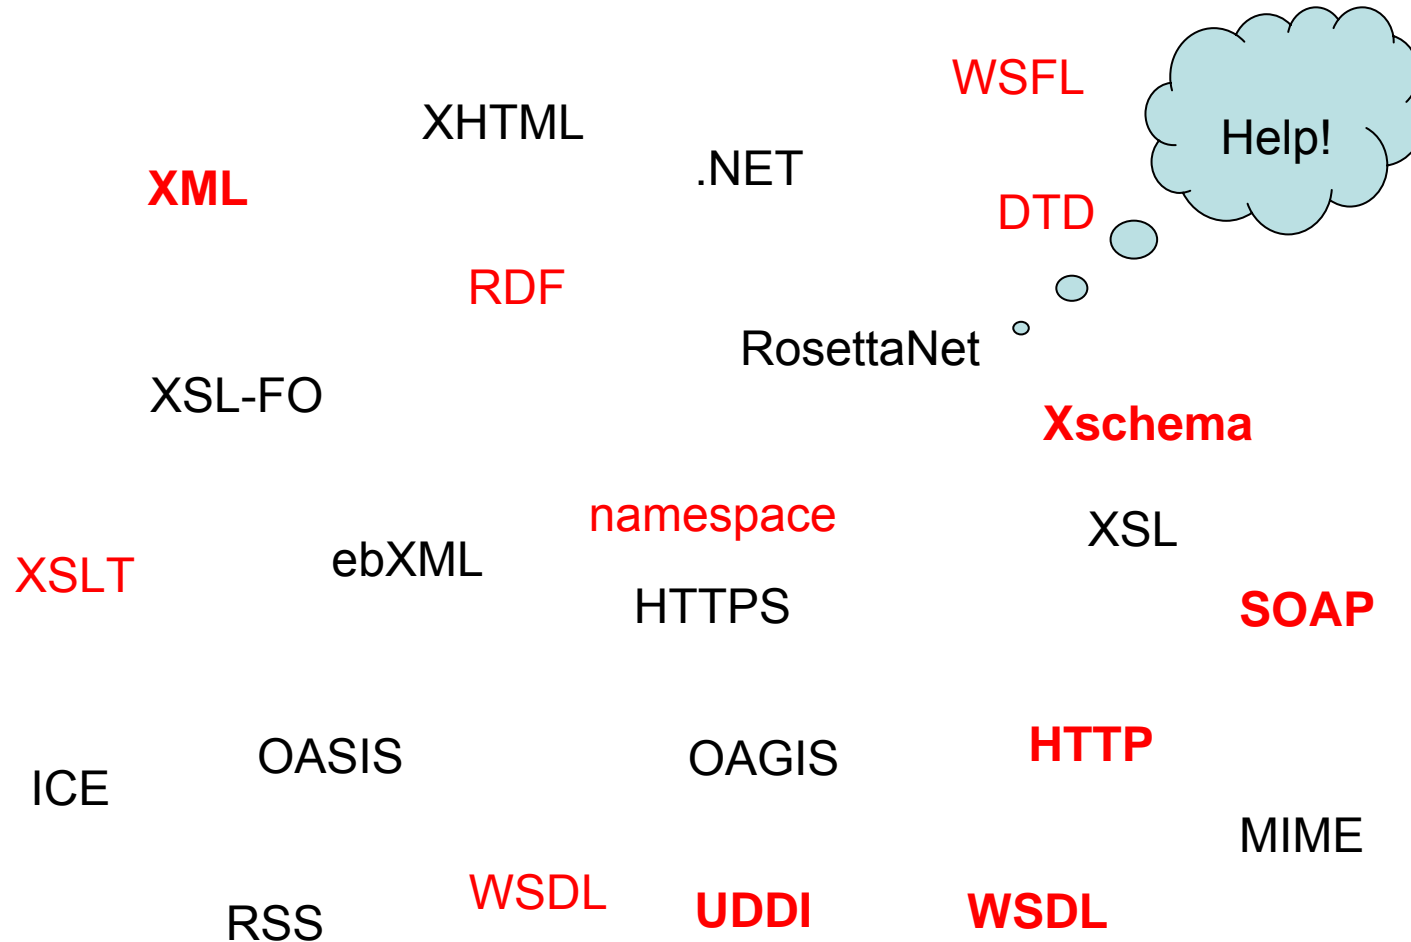 WSFL
XHTML
Help!
.NET
XML
DTD
RDF
RosettaNet
XSL-FO
Xschema
namespace
XSL
ebXML
XSLT
HTTPS
SOAP
HTTP
OASIS
OAGIS
ICE
MIME
WSDL
UDDI
WSDL
RSS